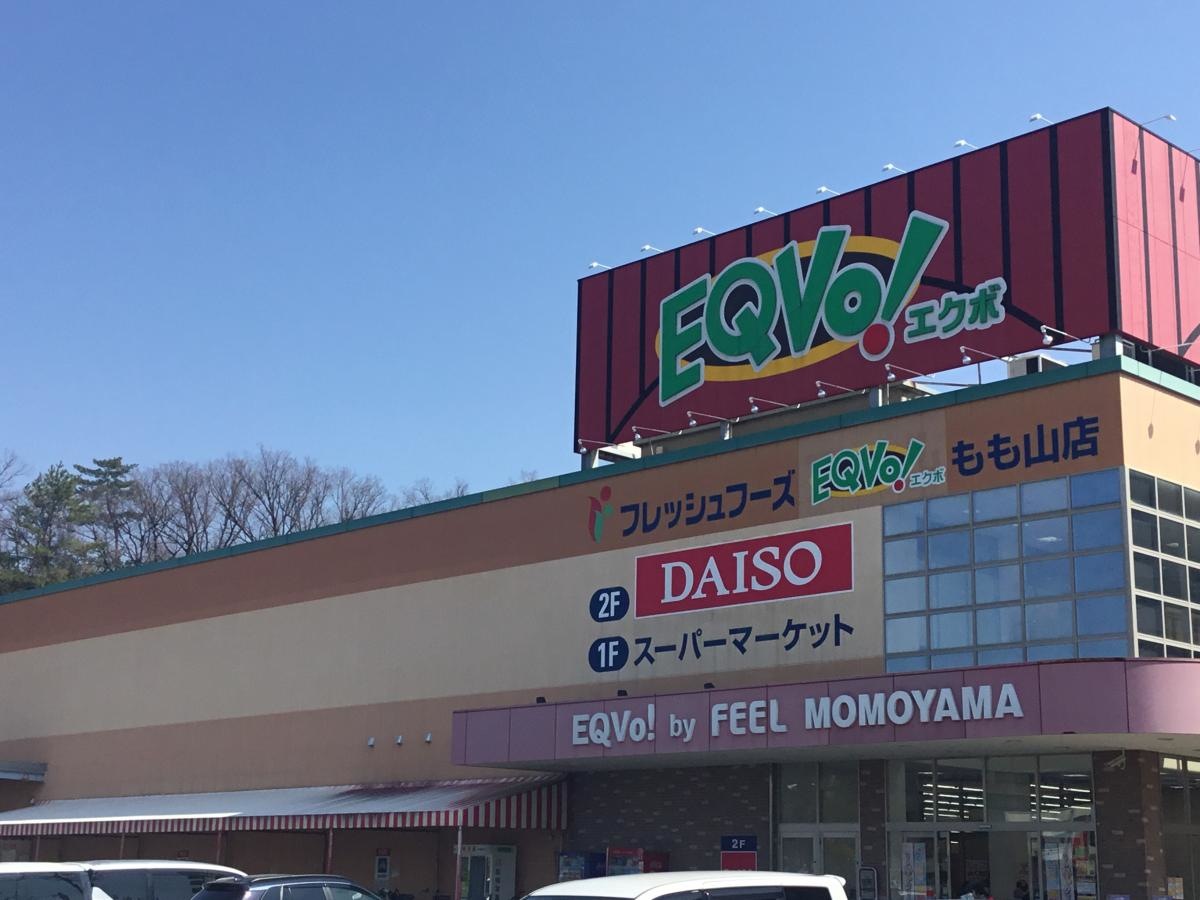 EQVo! エクボ
フレッシュフーズ EQVo! エクボ もも山店
2F DAISO
1F スーパーマーケット
EQVo! by FEEL MOMOYAMA
2F